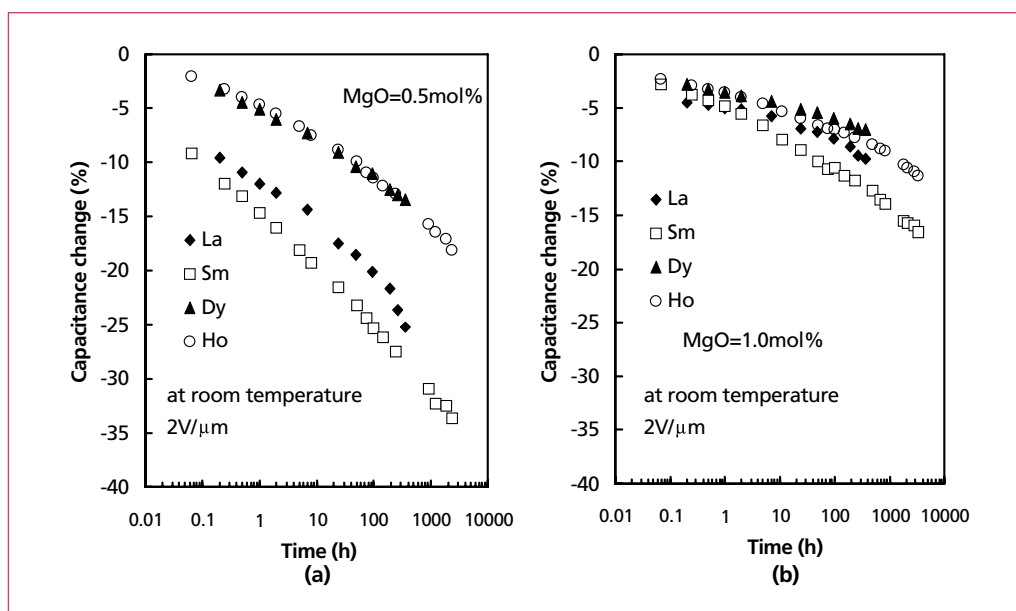 0
-5
-10
-15
-20
-25
-30
-35
-40
Capacitance change (%)
MgO=0.5mol%
La
Sm
Dy
Ho
at room temperature
2V/μm
0.01 0.1 1 10 100 1000 10000
Time (h)
(a)
0
-5
-10
-15
-20
-25
-30
-35
-40
Capacitance change (%)
La
Sm
Dy
Ho
MgO=1.0mol%
at room temperature
2V/μm
0.01 0.1 1 10 100 1000 10000
Time (h)
(b)